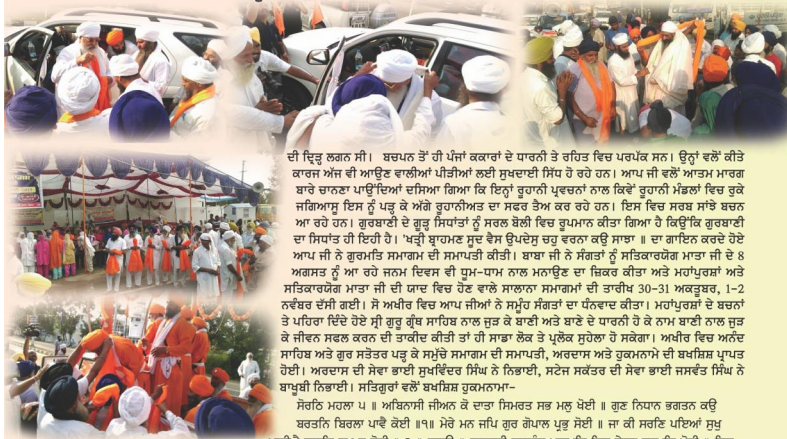 ਦੀ ਦ੍ਰਿੜ੍ਹ ਲਗਨ ਸੀ। ਬਚਪਨ ਤੋਂ ਹੀ ਪੰਜਾਂ ਕਕਾਰਾਂ ਦੇ ਧਾਰਨੀ ਤੇ ਰਹਿਤ ਵਿਚ ਪਰਪੱਕ ਸਨ। ਉਨ੍ਹਾਂ ਵਲੋਂ ਕੀਤੇ
ਕਾਰਜ ਅੱਜ ਵੀ ਆਉਣ ਵਾਲੀਆਂ ਪੀੜੀਆਂ ਲਈ ਸੁਖਦਾਈ ਸਿੱਧ ਹੋ ਰਹੇ ਹਨ। ਆਪ ਜੀ ਵਲੋਂ ਆਤਮ ਮਾਰਗ
ਬਾਰੇ ਚਾਨਣਾ ਪਾਉਂਦਿਆਂ ਦਸਿਆ ਗਿਆ ਕਿ ਇਨ੍ਹਾਂ ਰੂਹਾਨੀ ਪ੍ਰਵਚਨਾਂ ਨਾਲ ਕਿਵੇਂ ਰੂਹਾਨੀ ਮੰਡਲਾਂ ਵਿਚ ਰੁਕੇ
ਜਗਿਆਸੂ ਇਸ ਨੂੰ ਪੜ੍ਹ ਕੇ ਅੱਗੇ ਰੂਹਾਨੀਅਤ ਦਾ ਸਫਰ ਤੈਅ ਕਰ ਰਹੇ ਹਨ। ਇਸ ਵਿਚ ਸਰਬ ਸਾਂਝੇ ਬਚਨ
ਆ ਰਹੇ ਹਨ। ਗੁਰਬਾਣੀ ਦੇ ਗੂੜ੍ਹ ਸਿਧਾਂਤਾਂ ਨੂੰ ਸਰਲ ਬੋਲੀ ਵਿਚ ਰੂਪਮਾਨ ਕੀਤਾ ਗਿਆ ਹੈ ਕਿਉਂਕਿ ਗੁਰਬਾਣੀ
ਦਾ ਸਿਧਾਂਤ ਹੀ ਇਹੀ ਹੈ। 'ਖਤ੍ਰੀ ਬ੍ਰਾਹਮਣ ਸੂਦ ਵੈਸ ਉਪਦੇਸੁ ਚਹੁ ਵਰਨਾ ਕਉ ਸਾਝਾ ॥ ਦਾ ਗਾਇਨ ਕਰਦੇ ਹੋਏ
ਆਪ ਜੀ ਨੇ ਗੁਰਮਤਿ ਸਮਾਗਮ ਦੀ ਸਮਾਪਤੀ ਕੀਤੀ। ਬਾਬਾ ਜੀ ਨੇ ਸੰਗਤਾਂ ਨੂੰ ਸਤਿਕਾਰਯੋਗ ਮਾਤਾ ਜੀ ਦੇ 8
ਅਗਸਤ ਨੂੰ ਆ ਰਹੇ ਜਨਮ ਦਿਵਸ ਵੀ ਧੂਮ-ਧਾਮ ਨਾਲ ਮਨਾਉਣ ਦਾ ਜ਼ਿਕਰ ਕੀਤਾ ਅਤੇ ਮਹਾਂਪੁਰਸ਼ਾਂ ਅਤੇ
ਸਤਿਕਾਰਯੋਗ ਮਾਤਾ ਜੀ ਦੀ ਯਾਦ ਵਿਚ ਹੋਣ ਵਾਲੇ ਸਾਲਾਨਾ ਸਮਾਗਮਾਂ ਦੀ ਤਾਰੀਖ 30-31 ਅਕਤੂਬਰ, 1-2
ਨਵੰਬਰ ਦੱਸੀ ਗਈ। ਸੋ ਅਖੀਰ ਵਿਚ ਆਪ ਜੀਆਂ ਨੇ ਸਮੂੰਹ ਸੰਗਤਾਂ ਦਾ ਧੰਨਵਾਦ ਕੀਤਾ। ਮਹਾਂਪੁਰਸ਼ਾਂ ਦੇ ਬਚਨਾਂ
ਤੇ ਪਹਿਰਾ ਦਿੰਦੇ ਹੋਏ ਸ੍ਰੀ ਗੁਰੂ ਗ੍ਰੰਥ ਸਾਹਿਬ ਨਾਲ ਜੁੜ ਕੇ ਬਾਣੀ ਅਤੇ ਬਾਣੇ ਦੇ ਧਾਰਨੀ ਹੋ ਕੇ ਨਾਮ ਬਾਣੀ ਨਾਲ ਜੁੜ
ਕੇ ਜੀਵਨ ਸਫਲ ਕਰਨ ਦੀ ਤਾਕੀਦ ਕੀਤੀ ਤਾਂ ਹੀ ਸਾਡਾ ਲੋਕ ਤੇ ਪ੍ਰਲੋਕ ਸੁਹੇਲਾ ਹੋ ਸਕੇਗਾ। ਅਖੀਰ ਵਿਚ ਅਨੰਦ
ਸਾਹਿਬ ਅਤੇ ਗੁਰ ਸਤੋਤਰ ਪੜ੍ਹ ਕੇ ਸਮੁੱਚੇ ਸਮਾਗਮ ਦੀ ਸਮਾਪਤੀ, ਅਰਦਾਸ ਅਤੇ ਹੁਕਮਨਾਮੇ ਦੀ ਬਖਸ਼ਿਸ਼ ਪ੍ਰਾਪਤ
ਹੋਈ। ਅਰਦਾਸ ਦੀ ਸੇਵਾ ਭਾਈ ਸੁਖਵਿੰਦਰ ਸਿੰਘ ਨੇ ਨਿਭਾਈ, ਸਟੇਜ ਸਕੱਤਰ ਦੀ ਸੇਵਾ ਭਾਈ ਜਸਵੰਤ ਸਿੰਘ ਨੇ
ਬਾਖੂਬੀ ਨਿਭਾਈ। ਸਤਿਗੁਰਾਂ ਵਲੋਂ ਬਖਸ਼ਿਸ਼ ਹੁਕਮਨਾਮਾ-
ਸੋਰਠਿ ਮਹਲਾ ੫ ॥ ਅਬਿਨਾਸੀ ਜੀਅਨ ਕੋ ਦਾਤਾ ਸਿਮਰਤ ਸਭ ਮਲੁ ਖੋਈ ॥ ਗੁਣ ਨਿਧਾਨ ਭਗਤਨ ਕਉ
ਬਰਤਨਿ ਬਿਰਲਾ ਪਾਵੈ ਕੋਈ ॥੧॥ ਮੇਰੇ ਮਨ ਜਪਿ ਗੁਰ ਗੋਪਾਲ ਪ੍ਰਭੁ ਸੋਈ ॥ ਜਾ ਕੀ ਸਰਣਿ ਪਇਆਂ ਸੁਖੁ